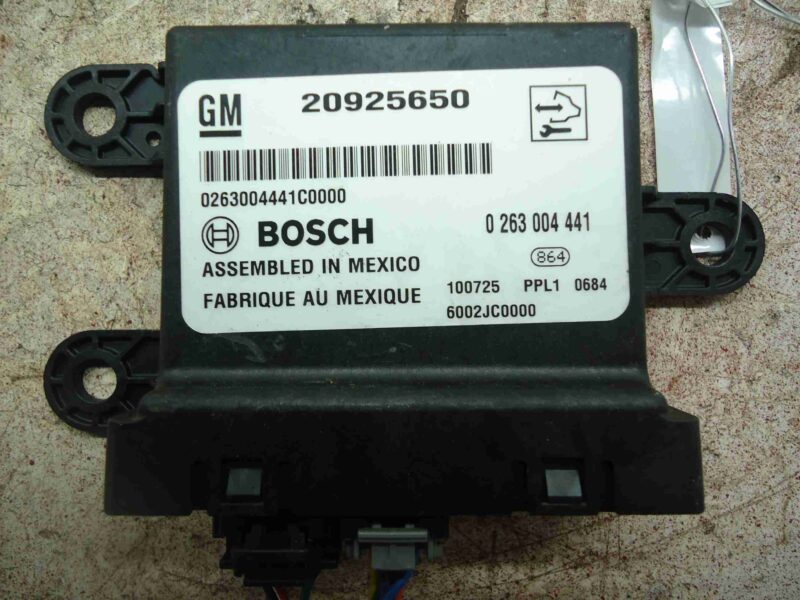 GM 20925650
0263004441C0000
BOSCH 0 263 004 441
ASSEMBLED IN MEXICO 864
FABRIQUE AU MEXIQUE 100725 PPL1 0684
6002JC0000